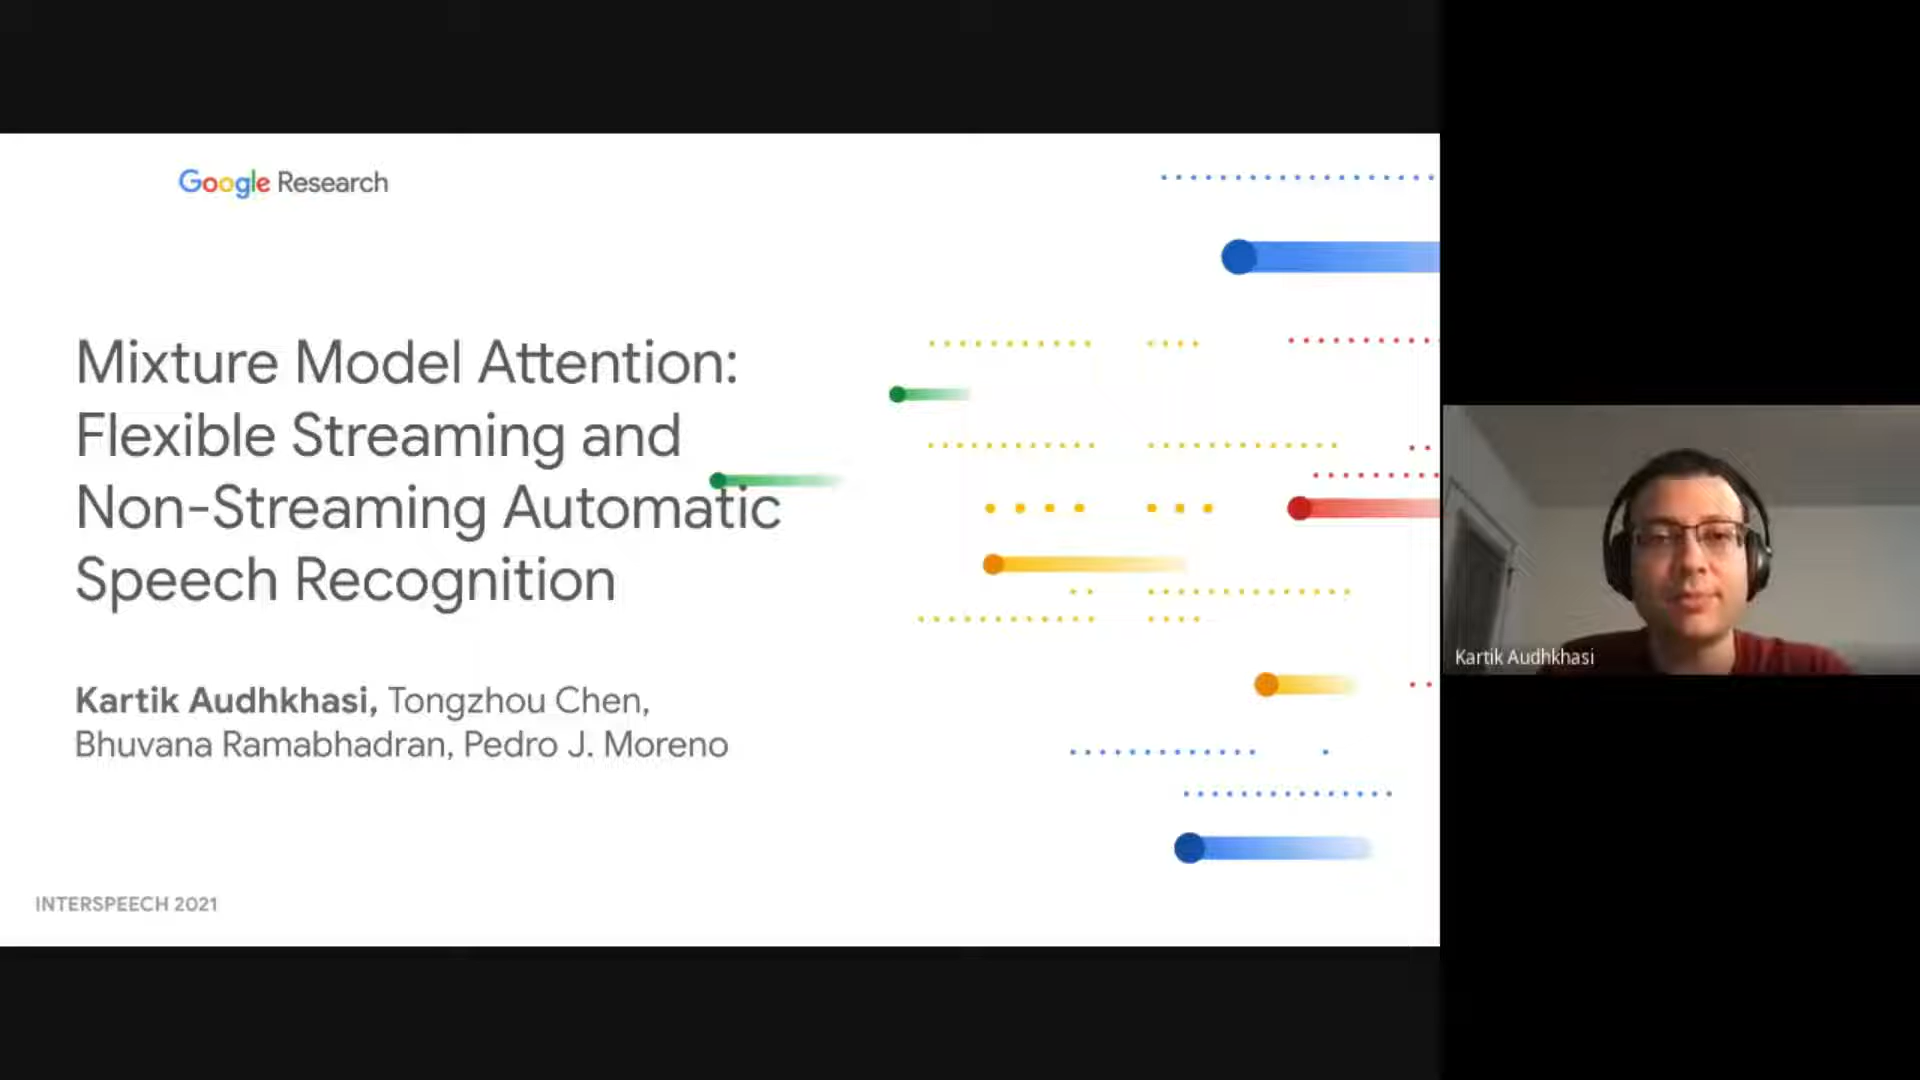 Google Research
Mixture Model Attention:
Flexible Streaming and
Non-Streaming Automatic
Speech Recognition
Kartik Audhkhasi, Tongzhou Chen,
Bhuvana Ramabhadran, Pedro J. Moreno
INTERSPEECH 2021
Kartik Audhkhasi